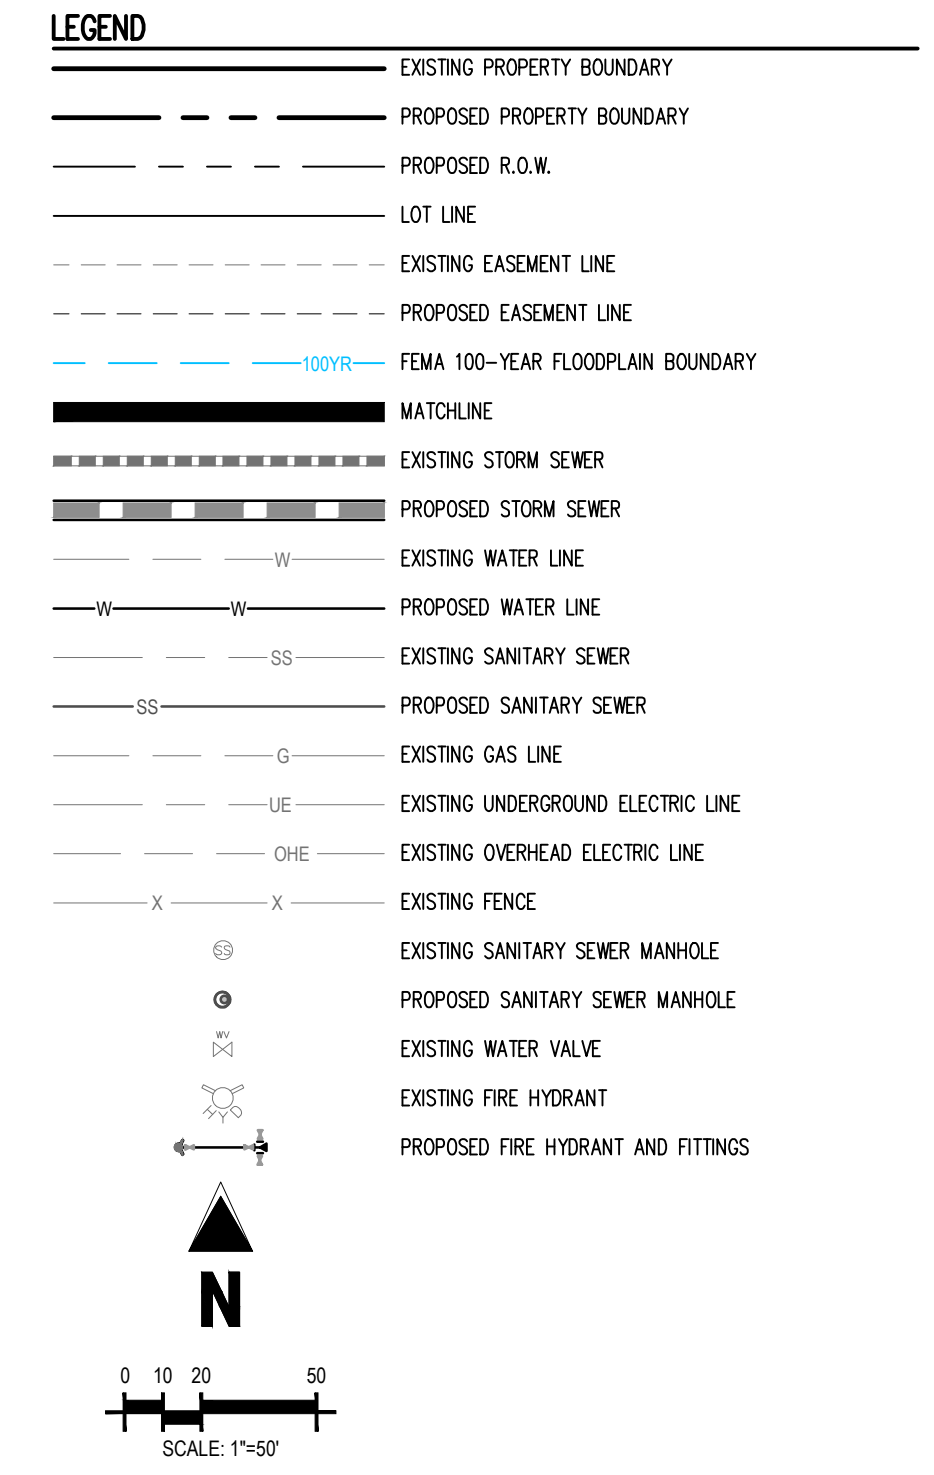 LEGEND
EXISTING PROPERTY BOUNDARY
PROPOSED PROPERTY BOUNDARY
PROPOSED R.O.W.
LOT LINE
EXISTING EASEMENT LINE
PROPOSED EASEMENT LINE
100YR FEMA 100-YEAR FLOODPLAIN BOUNDARY
MATCHLINE
EXISTING STORM SEWER
PROPOSED STORM SEWER
W EXISTING WATER LINE
W W PROPOSED WATER LINE
SS EXISTING SANITARY SEWER
SS PROPOSED SANITARY SEWER
G EXISTING GAS LINE
UE EXISTING UNDERGROUND ELECTRIC LINE
OHE EXISTING OVERHEAD ELECTRIC LINE
X X EXISTING FENCE
SS EXISTING SANITARY SEWER MANHOLE
PROPOSED SANITARY SEWER MANHOLE
WV EXISTING WATER VALVE
HYD EXISTING FIRE HYDRANT
PROPOSED FIRE HYDRANT AND FITTINGS
N
0 10 20 50
SCALE: 1"=50'